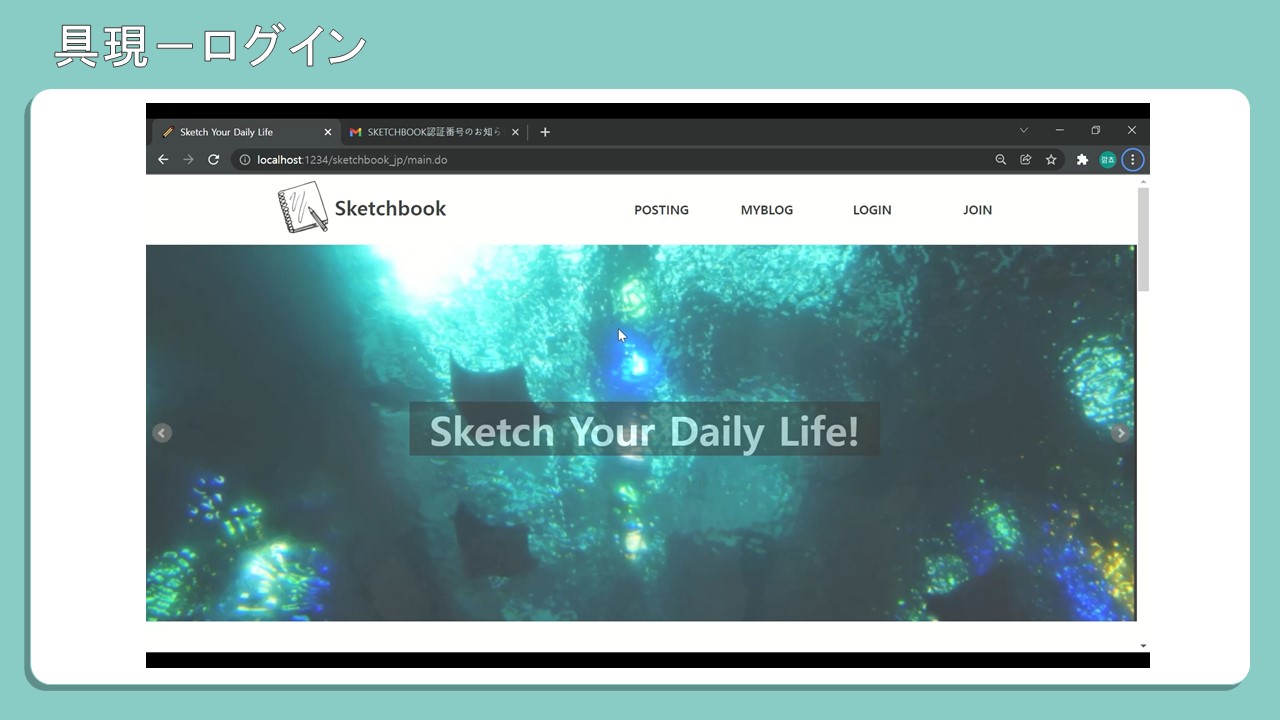 具現ーログイン
Sketch Your Daily Life
SKETCHBOOK認証番号のお知ら
localhost:1234/sketchbook_jp/main.do
Sketchbook
POSTING
MYBLOG
LOGIN
JOIN
Sketch Your Daily Life!